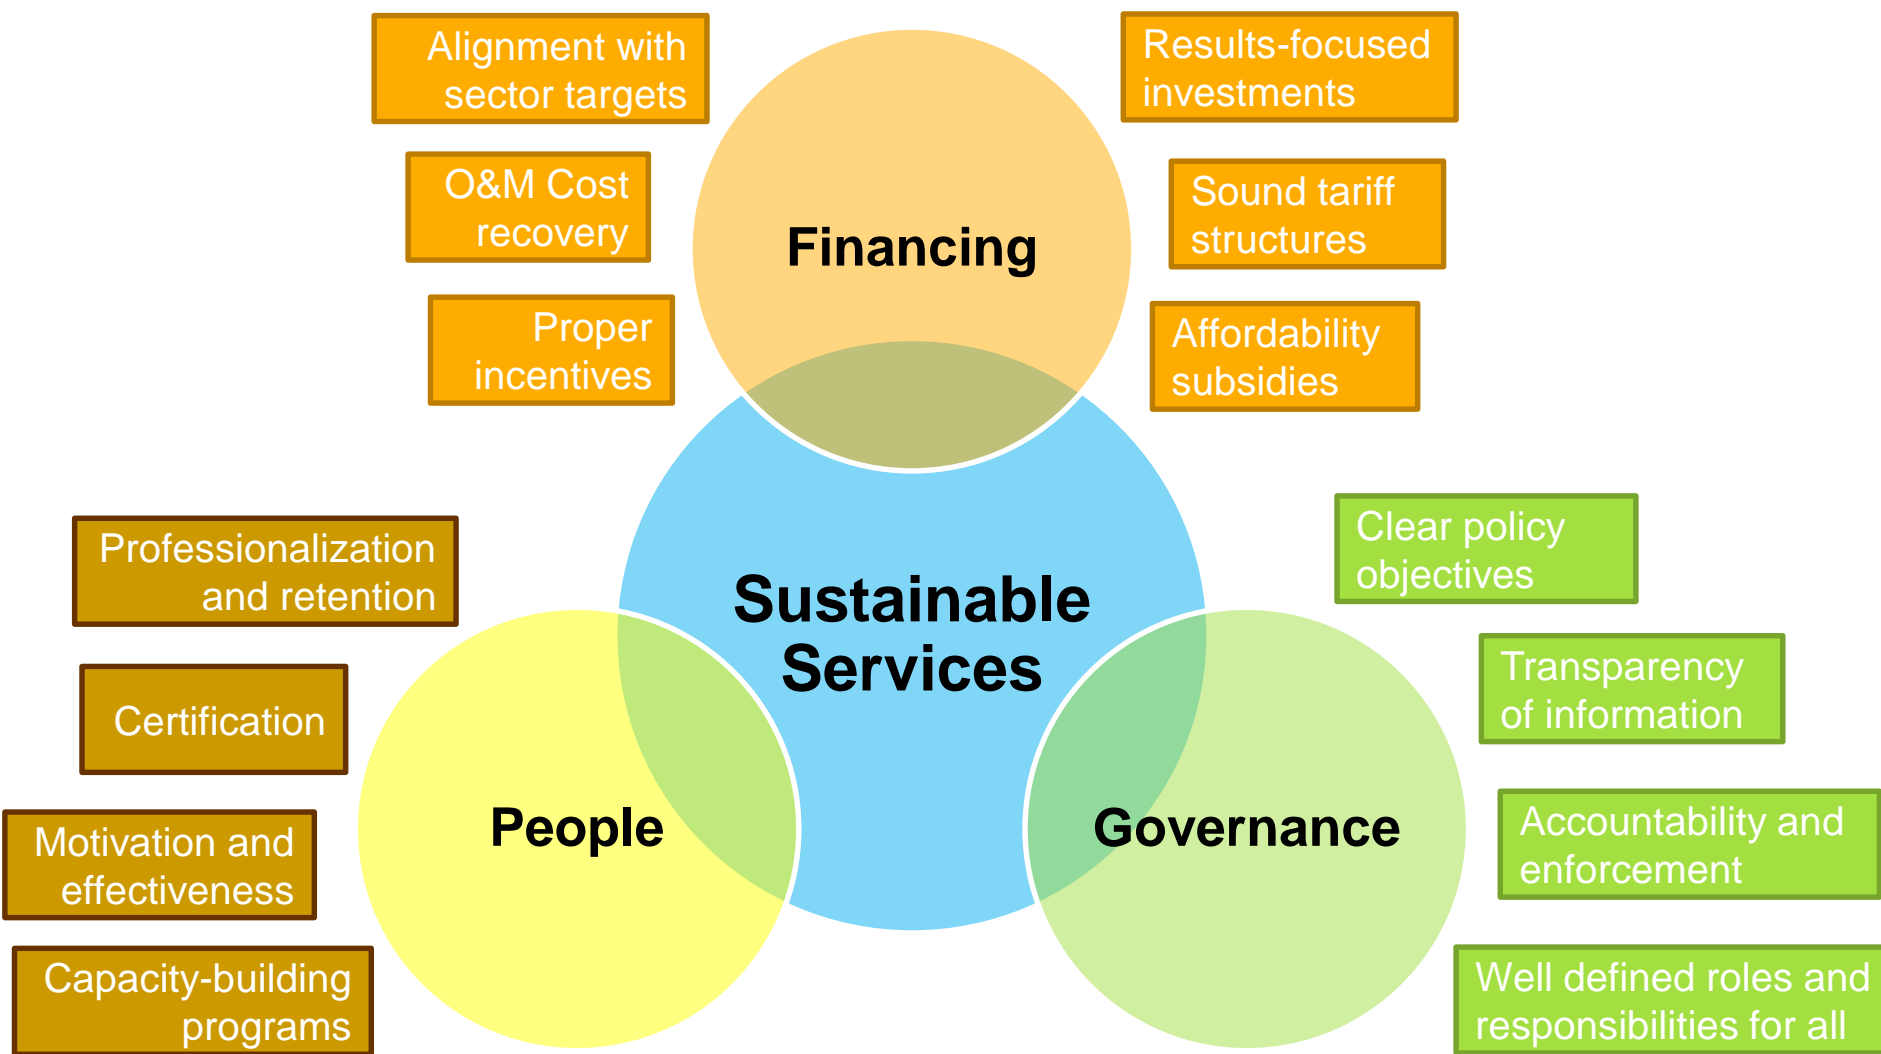 Alignment with
sector targets
O&M Cost
recovery
Proper
incentives
Financing
Results-focused
investments
Sound tariff
structures
Affordability
subsidies
Sustainable
Services
Professionalization
and retention
Certification
Motivation and
effectiveness
Capacity-building
programs
People
Governance
Clear policy
objectives
Transparency
of information
Accountability and
enforcement
Well defined roles and
responsibilities for all